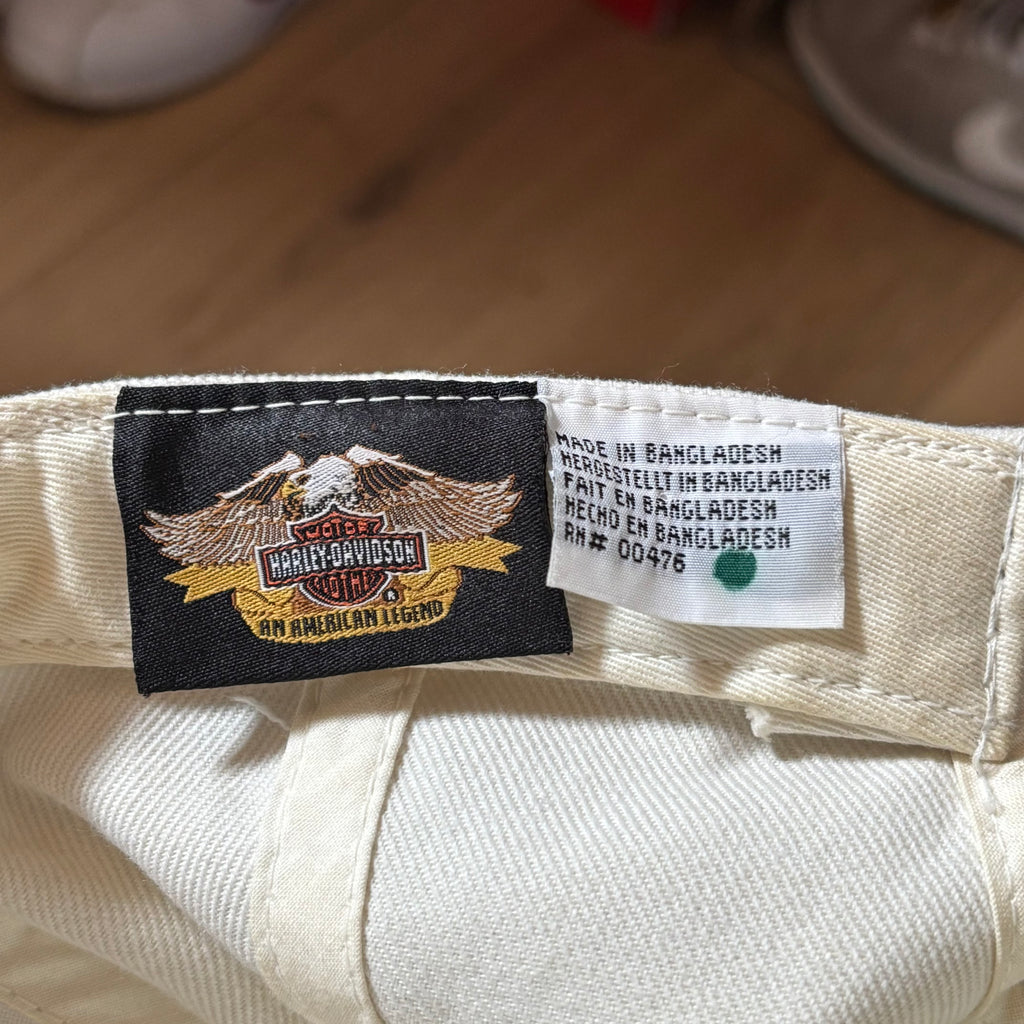 MOTOR
HARLEY-DAVIDSON
®
AN AMERICAN LEGEND
MADE IN BANGLADESH
HERGESTELLT IN BANGLADESH
FAIT EN BANGLADESH
HECHO EN BANGLADESH
RN# 00476